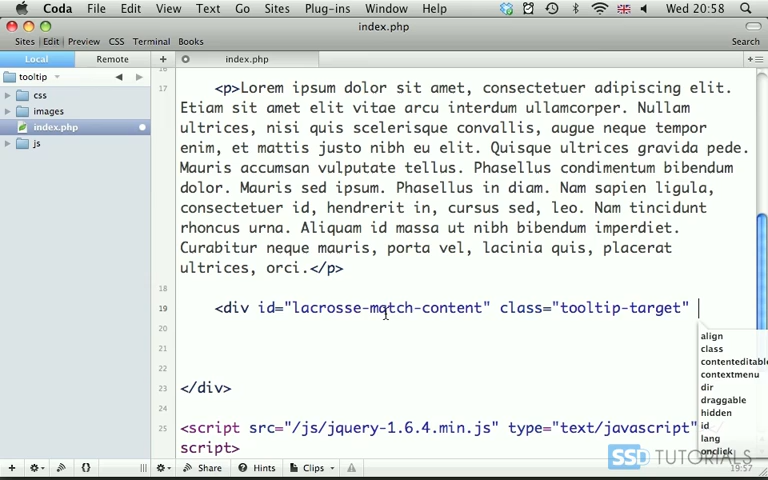 Coda File Edit View Text Go Sites Plug-ins Window Help Wed 20:58
index.php
Sites Edit Preview CSS Terminal Books Search
Local Remote + index.php
tooltip
css
images
index.php
js
17 <p>Lorem ipsum dolor sit amet, consectetuer adipiscing elit.
Etiam sit amet elit vitae arcu interdum ullamcorper. Nullam
ultrices, nisi quis scelerisque convallis, augue neque tempor
enim, et mattis justo nibh eu elit. Quisque ultrices gravida pede.
Mauris accumsan vulputate tellus. Phasellus condimentum bibendum
dolor. Mauris sed ipsum. Phasellus in diam. Nam sapien ligula,
consectetuer id, hendrerit in, cursus sed, leo. Nam tincidunt
rhoncus urna. Aliquam id massa ut nibh bibendum imperdiet.
Curabitur neque mauris, porta vel, lacinia quis, placerat
ultrices, orci.</p>
18
19 <div id="lacrosse-match-content" class="tooltip-target"
20
21
22
23 </div>
24
25 <script src="/js/jquery-1.6.4.min.js" type="text/javascript"
script>
align
class
contenteditable
contextmenu
dir
draggable
hidden
id
lang
onclick
Share Hints Clips 19:57
SSD TUTORIALS